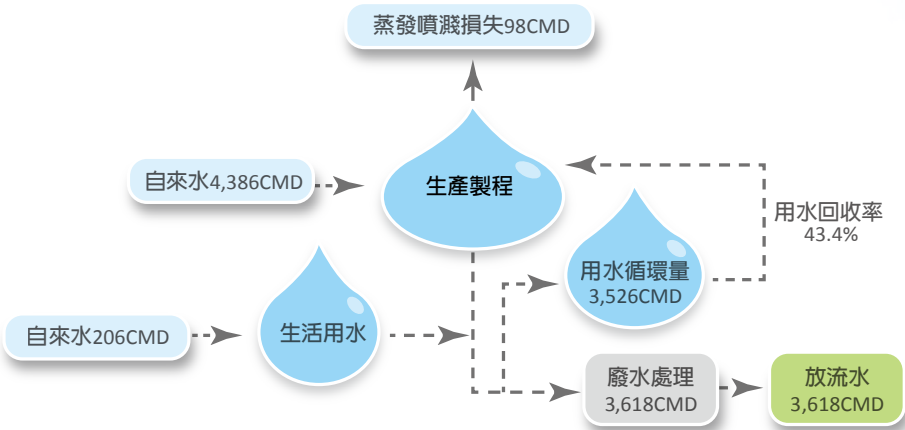 蒸發噴濺損失98CMD
自來水4,386CMD
生產製程
用水回收率
43.4%
用水循環量
3,526CMD
自來水206CMD
生活用水
廢水處理
3,618CMD
放流水
3,618CMD